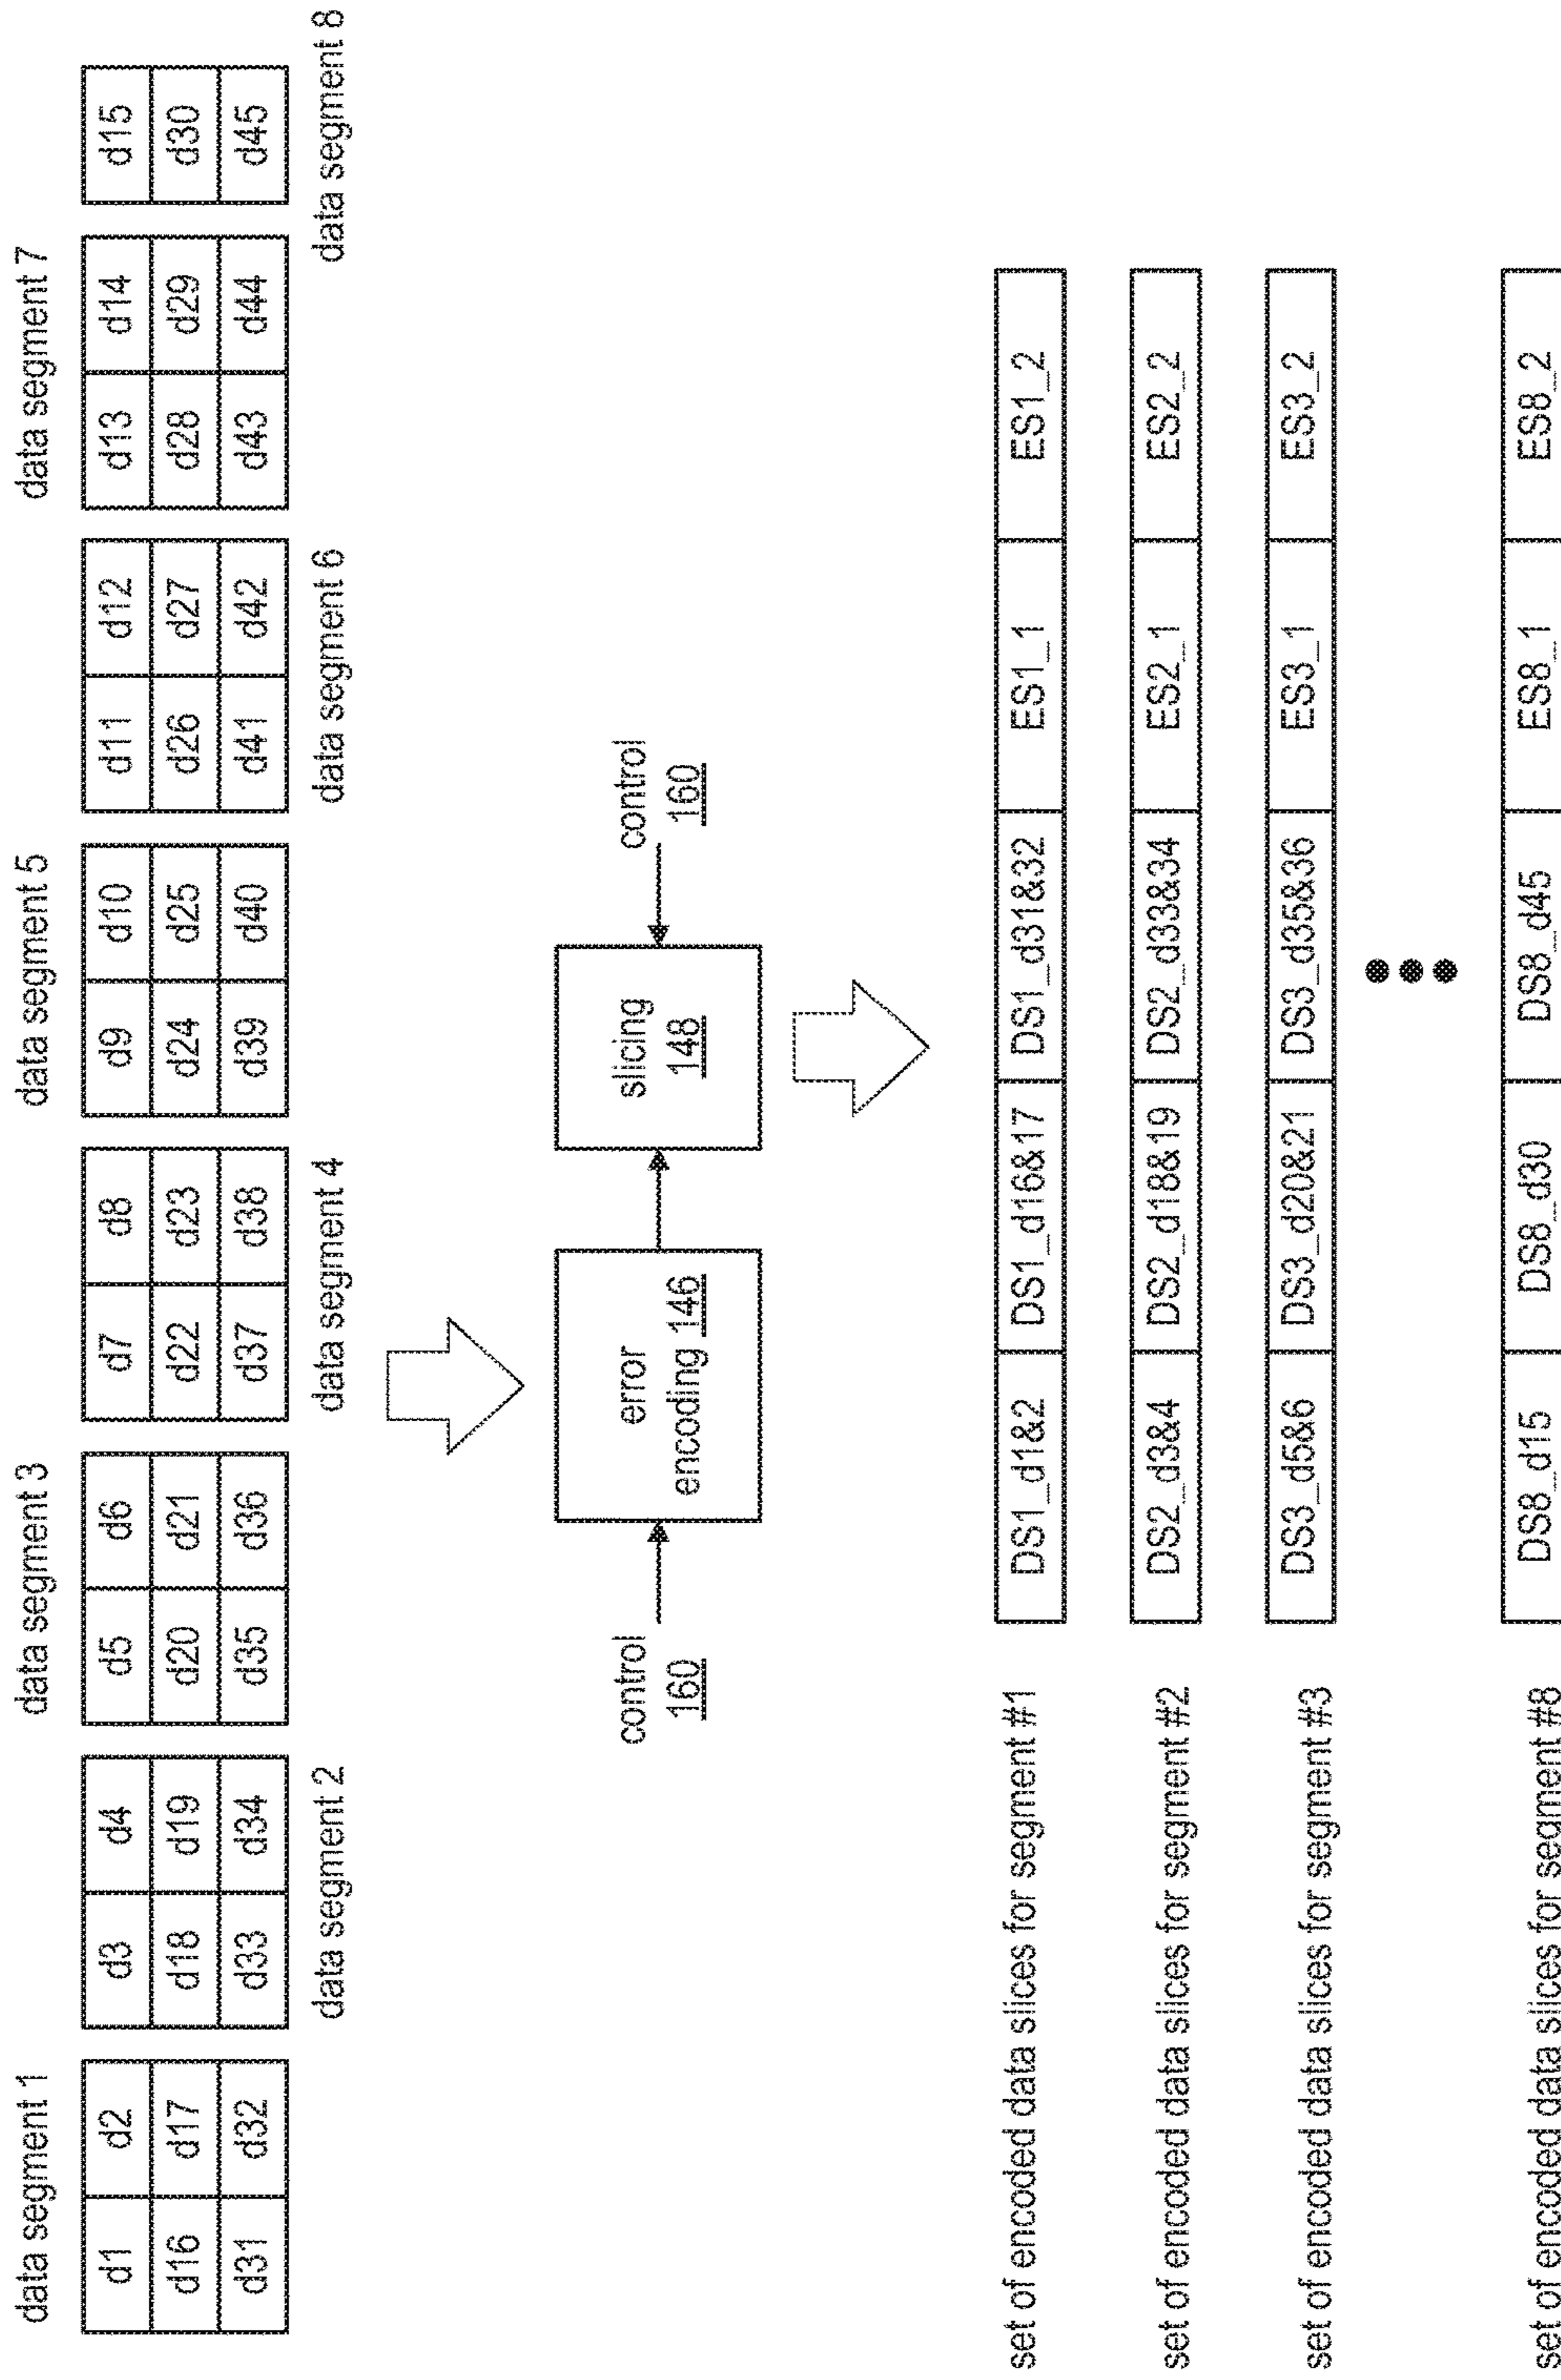 data segment 1
data segment 3
data segment 5
data segment 7
d1 d2 d3 d4 d5 d6 d7 d8 d9 d10 d11 d12 d13 d14 d15
d16 d17 d18 d19 d20 d21 d22 d23 d24 d25 d26 d27 d28 d29 d30
d31 d32 d33 d34 d35 d36 d37 d38 d39 d40 d41 d42 d43 d44 d45
data segment 2
data segment 4
data segment 6
data segment 8
control
160
error
encoding 146
slicing
148
control
160
set of encoded data slices for segment #1
DS1_d1&2 DS1_d16&17 DS1_d31&32 ES1_1 ES1_2
set of encoded data slices for segment #2
DS2_d3&4 DS2_d18&19 DS2_d33&34 ES2_1 ES2_2
set of encoded data slices for segment #3
DS3_d5&6 DS3_d20&21 DS3_d35&36 ES3_1 ES3_2
set of encoded data slices for segment #8
DS8_d15 DS8_d30 DS8_d45 ES8_1 ES8_2